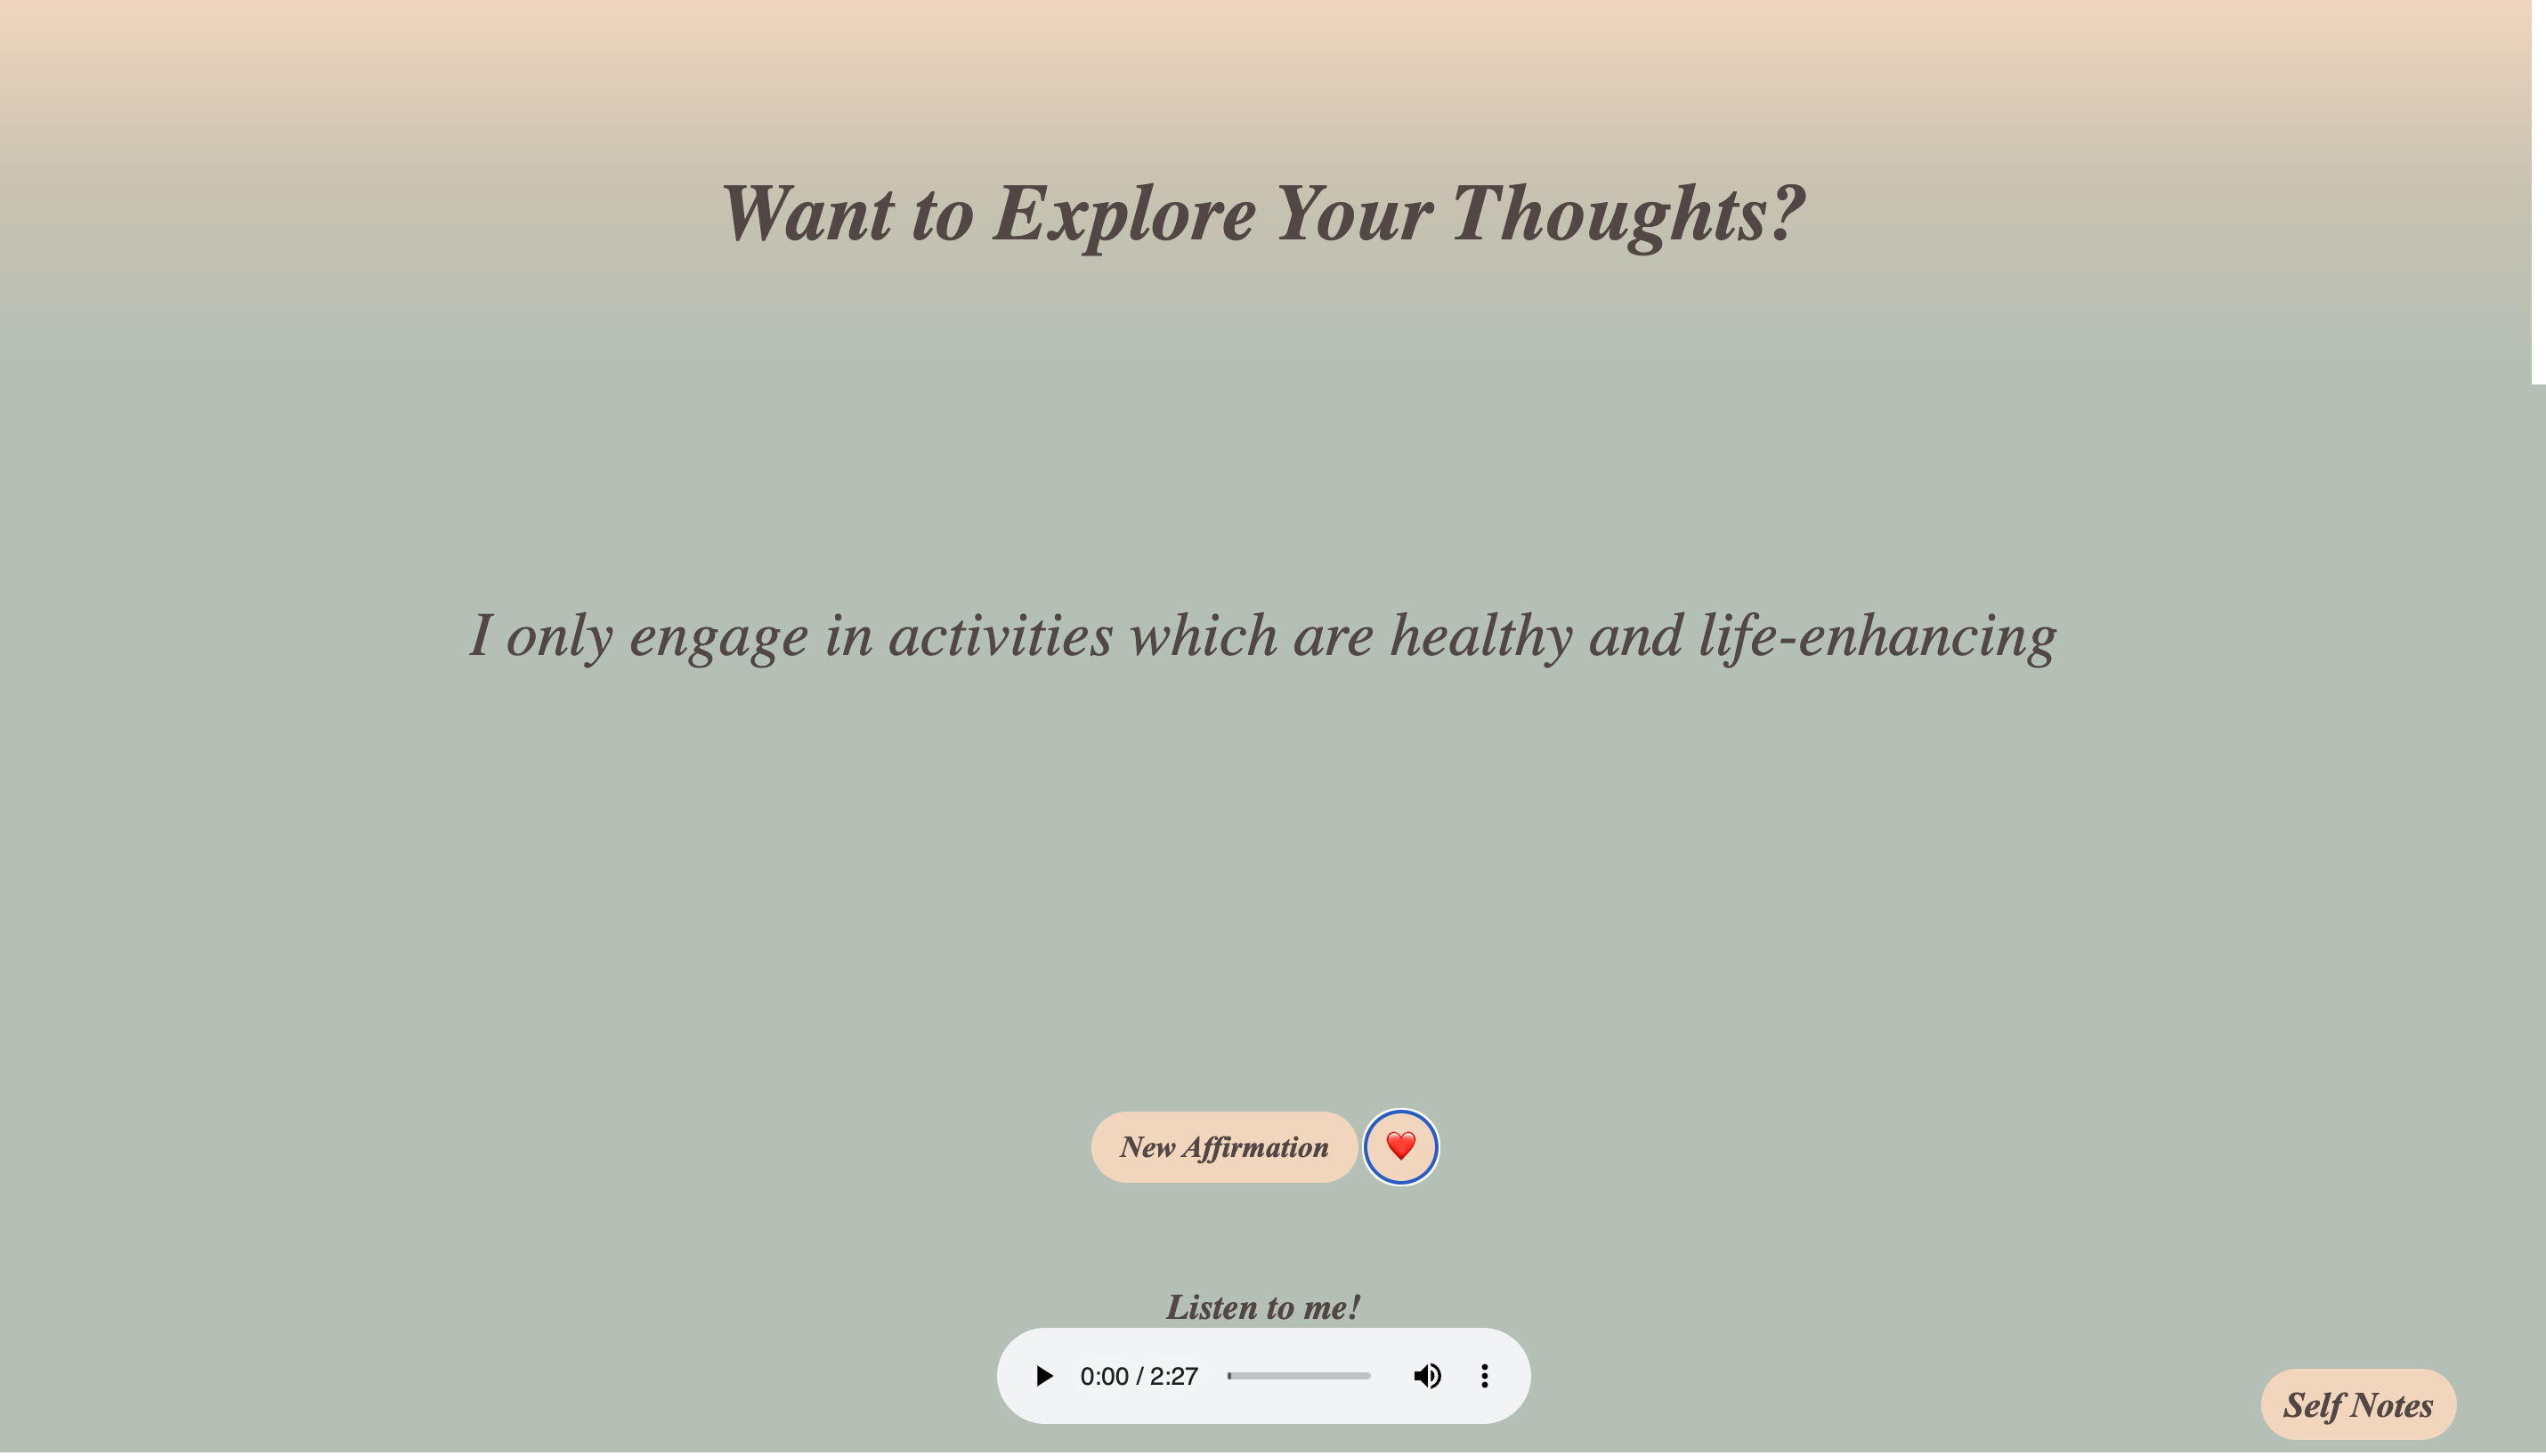 Want to Explore Your Thoughts?
I only engage in activities which are healthy and life-enhancing
New Affirmation ❤️
Listen to me!
0:00 / 2:27
Self Notes